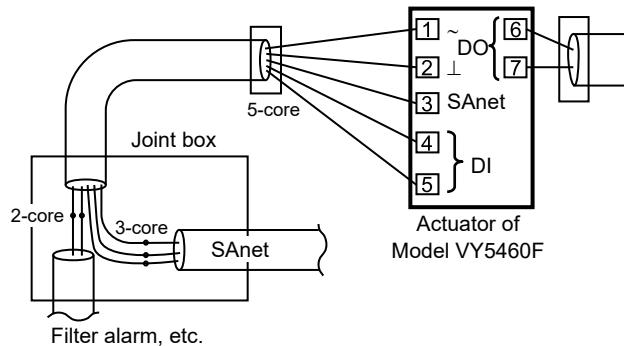 1 ~ DO 6
2 ⊥ 7
3 SAnet
4 DI
5
5-core
Joint box
2-core
3-core
SAnet
Actuator of
Model VY5460F
Filter alarm, etc.